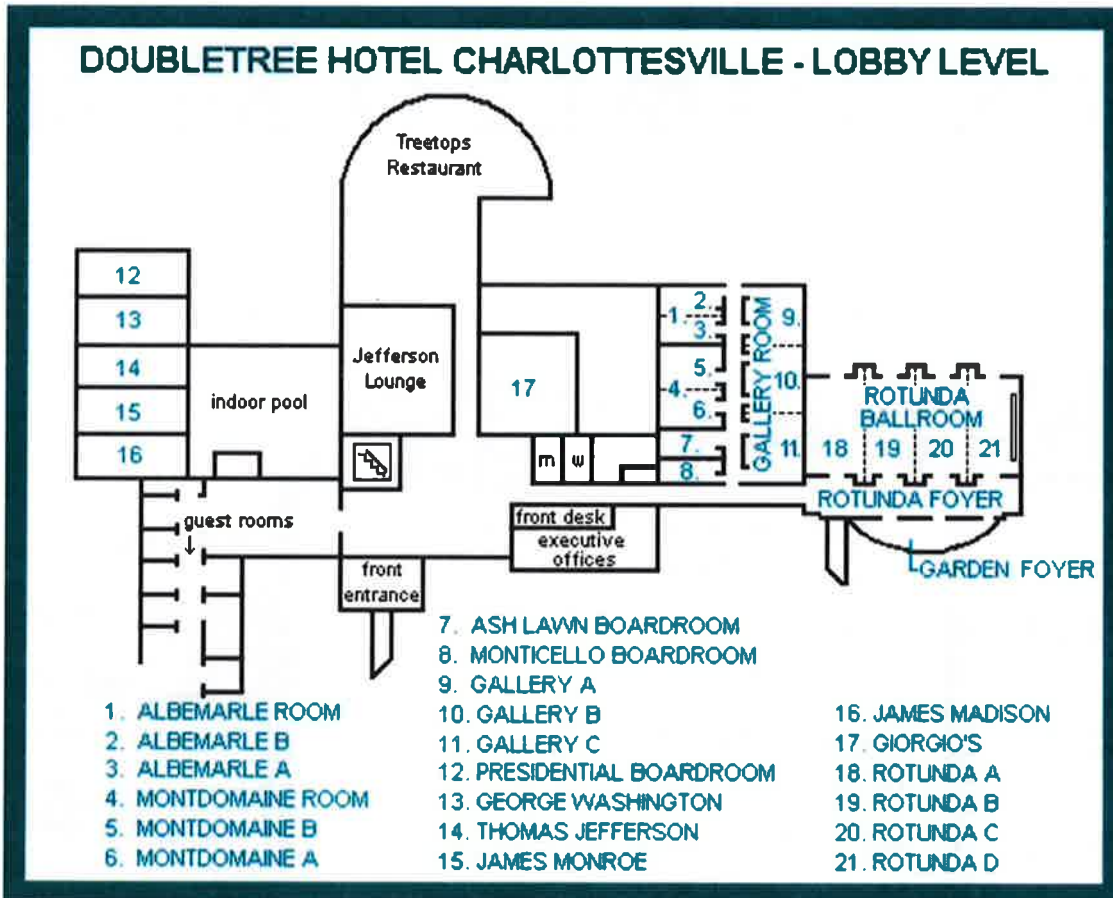 DOUBLETREE HOTEL CHARLOTTESVILLE - LOBBY LEVEL
Treetops
Restaurant
12
13
14
15
16
indoor pool
Jefferson
Lounge
17
m
w
1.
2.
3.
4.
5.
6.
7.
8.
GALLERY ROOM
9.
10.
11.
ROTUNDA
BALLROOM
18
19
20
21
ROTUNDA FOYER
GARDEN FOYER
guest rooms
front desk
executive
offices
front
entrance
1. ALBEMARLE ROOM
2. ALBEMARLE B
3. ALBEMARLE A
4. MONTDOMAINE ROOM
5. MONTDOMAINE B
6. MONTDOMAINE A
7. ASH LAWN BOARDROOM
8. MONTICELLO BOARDROOM
9. GALLERY A
10. GALLERY B
11. GALLERY C
12. PRESIDENTIAL BOARDROOM
13. GEORGE WASHINGTON
14. THOMAS JEFFERSON
15. JAMES MONROE
16. JAMES MADISON
17. GIORGIO'S
18. ROTUNDA A
19. ROTUNDA B
20. ROTUNDA C
21. ROTUNDA D